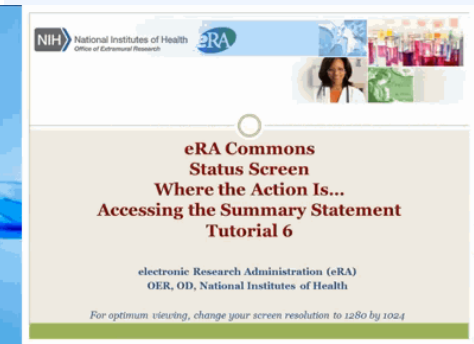 NIH National Institutes of Health
Office of Extramural Research
eRA
eRA Commons
Status Screen
Where the Action Is...
Accessing the Summary Statement
Tutorial 6
electronic Research Administration (eRA)
OER, OD, National Institutes of Health
For optimum viewing, change your screen resolution to 1280 by 1024